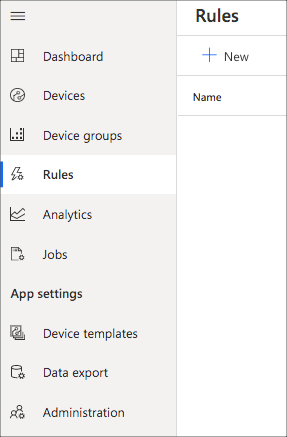 Rules
New
Name
Dashboard
Devices
Device groups
Rules
Analytics
Jobs
App settings
Device templates
Data export
Administration